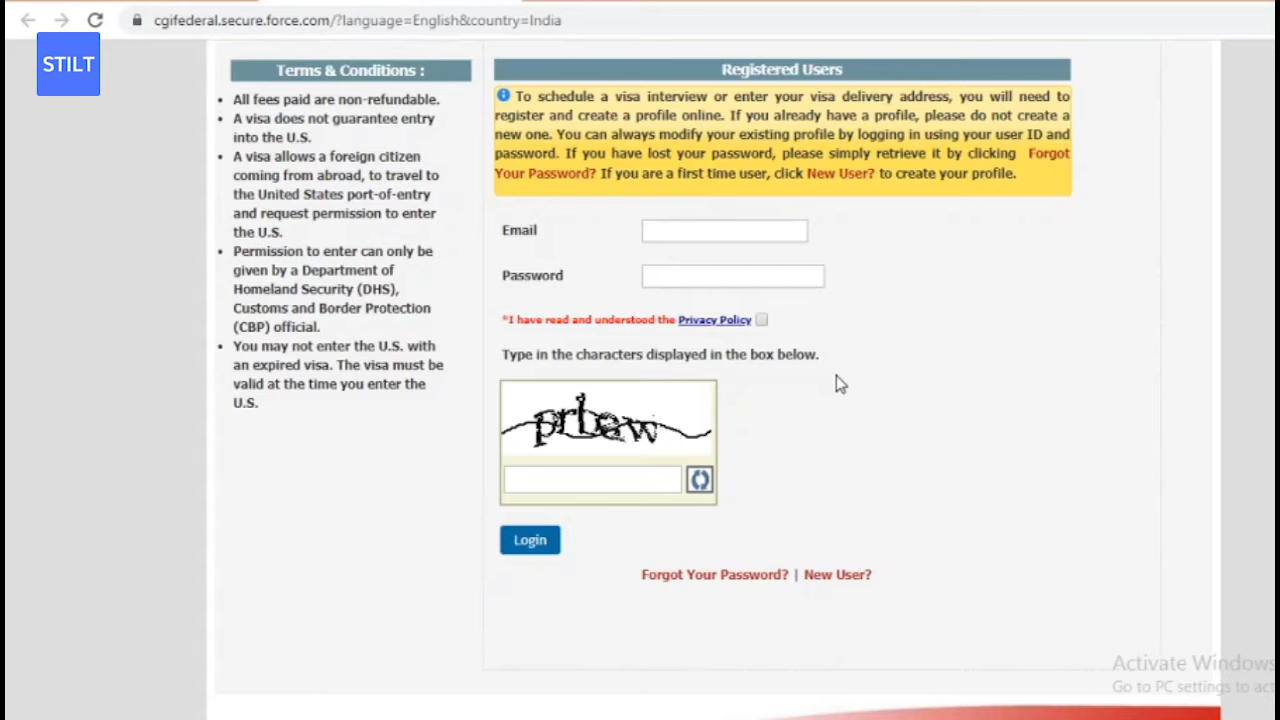 cgifederal.secure.force.com/?language=English&country=India
STILT
Terms & Conditions :
All fees paid are non-refundable.
A visa does not guarantee entry
into the U.S.
A visa allows a foreign citizen
coming from abroad, to travel to
the United States port-of-entry
and request permission to enter
the U.S.
Permission to enter can only be
given by a Department of
Homeland Security (DHS),
Customs and Border Protection
(CBP) official.
You may not enter the U.S. with
an expired visa. The visa must be
valid at the time you enter the
U.S.
Registered Users
To schedule a visa interview or enter your visa delivery address, you will need to
register and create a profile online. If you already have a profile, please do not create a
new one. You can always modify your existing profile by logging in using your user ID and
password. If you have lost your password, please simply retrieve it by clicking Forgot
Your Password? If you are a first time user, click New User? to create your profile.
Email
Password
*I have read and understood the Privacy Policy
Type in the characters displayed in the box below.
Login
Forgot Your Password? | New User?
Activate Windows
Go to PC settings to act